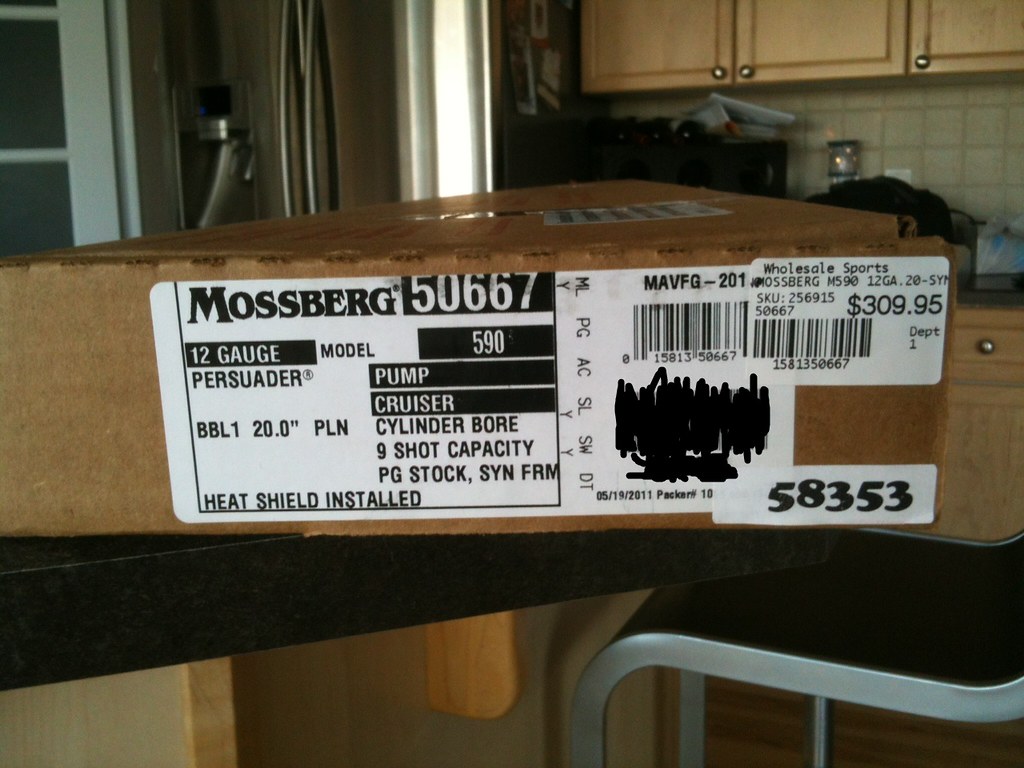 MOSSBERG® 50667
12 GAUGE MODEL 590
PERSUADER® PUMP
CRUISER
BBL1 20.0" PLN CYLINDER BORE
9 SHOT CAPACITY
PG STOCK, SYN FRM
HEAT SHIELD INSTALLED
ML PG AC SL SW DT
Y Y Y
MAVFG-201
0 15813 50667
05/19/2011 Packer# 10
Wholesale Sports
MOSSBERG M590 12GA.20-SYN
SKU: 256915
50667
$309.95
Dept
1
1581350667
58353